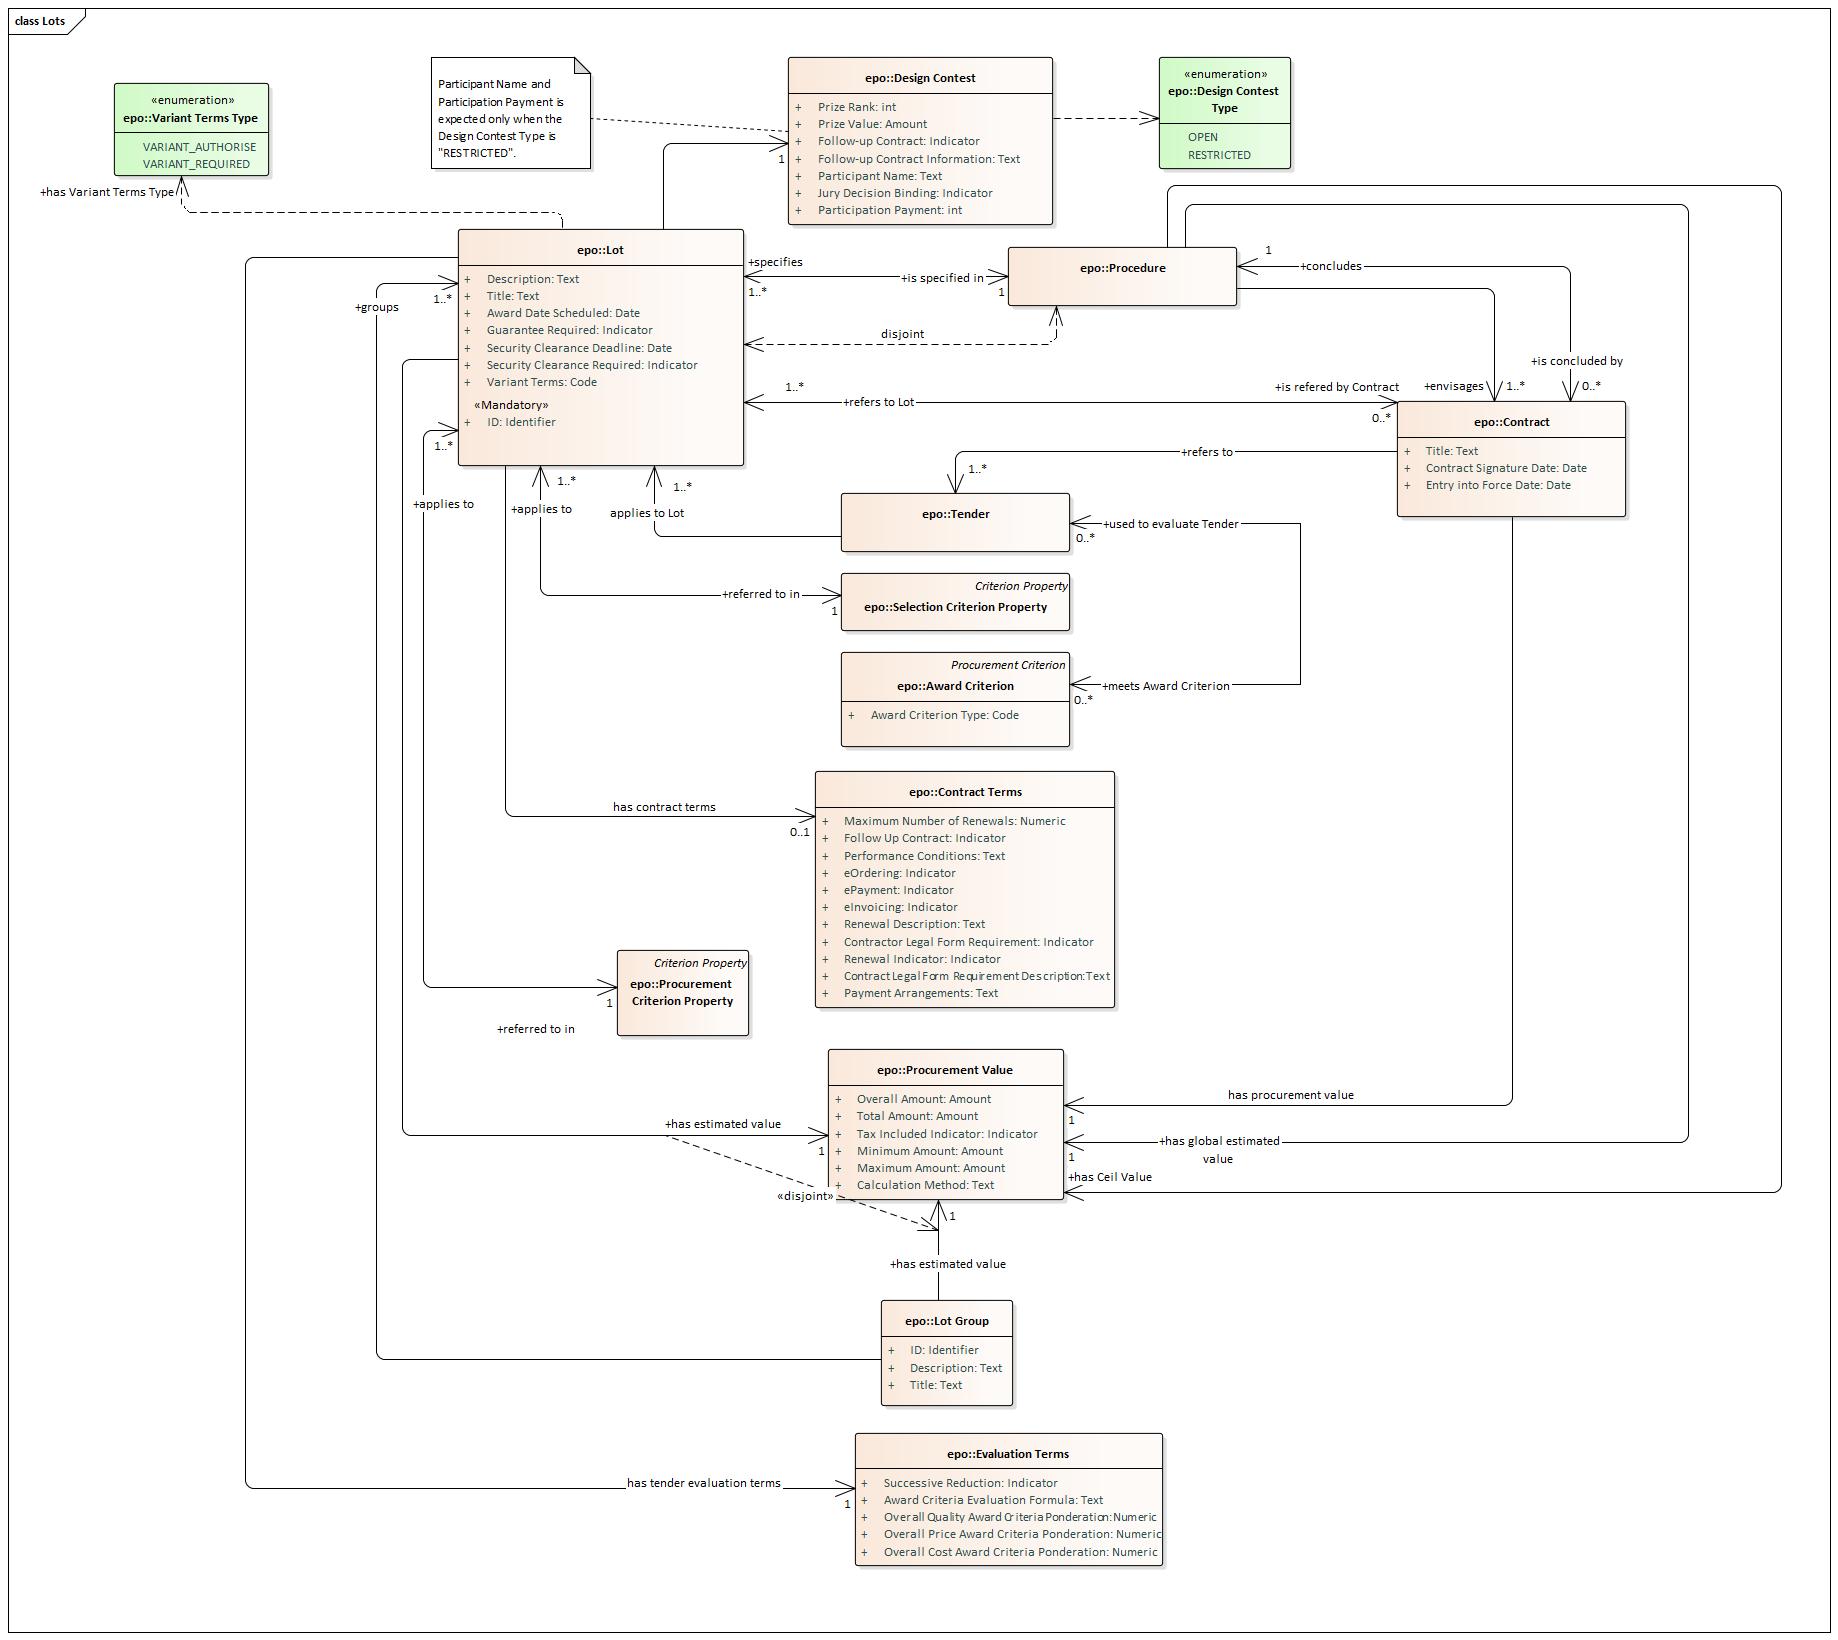 class Lots
«enumeration»
epo::Variant Terms Type
VARIANT_AUTHORISE
VARIANT_REQUIRED
+has Variant Terms Type
Participant Name and
Participation Payment is
expected only when the
Design Contest Type is
"RESTRICTED".
epo::Design Contest
+ Prize Rank: int
+ Prize Value: Amount
+ Follow-up Contract: Indicator
+ Follow-up Contract Information: Text
+ Participant Name: Text
+ Jury Decision Binding: Indicator
+ Participation Payment: int
1
«enumeration»
epo::Design Contest
Type
OPEN
RESTRICTED
epo::Lot
+ Description: Text
+ Title: Text
+ Award Date Scheduled: Date
+ Guarantee Required: Indicator
+ Security Clearance Deadline: Date
+ Security Clearance Required: Indicator
+ Variant Terms: Code
«Mandatory»
+ ID: Identifier
+groups
1..*
1..*
+applies to
+specifies
1..*
+is specified in
1
epo::Procedure
disjoint
1
+concludes
+is concluded by
0..*
+envisages
1..*
1..*
+refers to Lot
+is refered by Contract
0..*
epo::Contract
+ Title: Text
+ Contract Signature Date: Date
+ Entry into Force Date: Date
+refers to
1..*
1..*
+applies to
1..*
applies to Lot
epo::Tender
+used to evaluate Tender
0..*
Criterion Property
epo::Selection Criterion Property
+referred to in
1
Procurement Criterion
epo::Award Criterion
+ Award Criterion Type: Code
+meets Award Criterion
0..*
has contract terms
0..1
epo::Contract Terms
+ Maximum Number of Renewals: Numeric
+ Follow Up Contract: Indicator
+ Performance Conditions: Text
+ eOrdering: Indicator
+ ePayment: Indicator
+ eInvoicing: Indicator
+ Renewal Description: Text
+ Contractor Legal Form Requirement: Indicator
+ Renewal Indicator: Indicator
+ Contract Legal Form Requirement Description: Text
+ Payment Arrangements: Text
Criterion Property
epo::Procurement
Criterion Property
1
+referred to in
epo::Procurement Value
+ Overall Amount: Amount
+ Total Amount: Amount
+ Tax Included Indicator: Indicator
+ Minimum Amount: Amount
+ Maximum Amount: Amount
+ Calculation Method: Text
+has estimated value
1
«disjoint»
has procurement value
1
+has global estimated
value
1
+has Ceil Value
1
+has estimated value
epo::Lot Group
+ ID: Identifier
+ Description: Text
+ Title: Text
has tender evaluation terms
1
epo::Evaluation Terms
+ Successive Reduction: Indicator
+ Award Criteria Evaluation Formula: Text
+ Overall Quality Award Criteria Ponderation: Numeric
+ Overall Price Award Criteria Ponderation: Numeric
+ Overall Cost Award Criteria Ponderation: Numeric